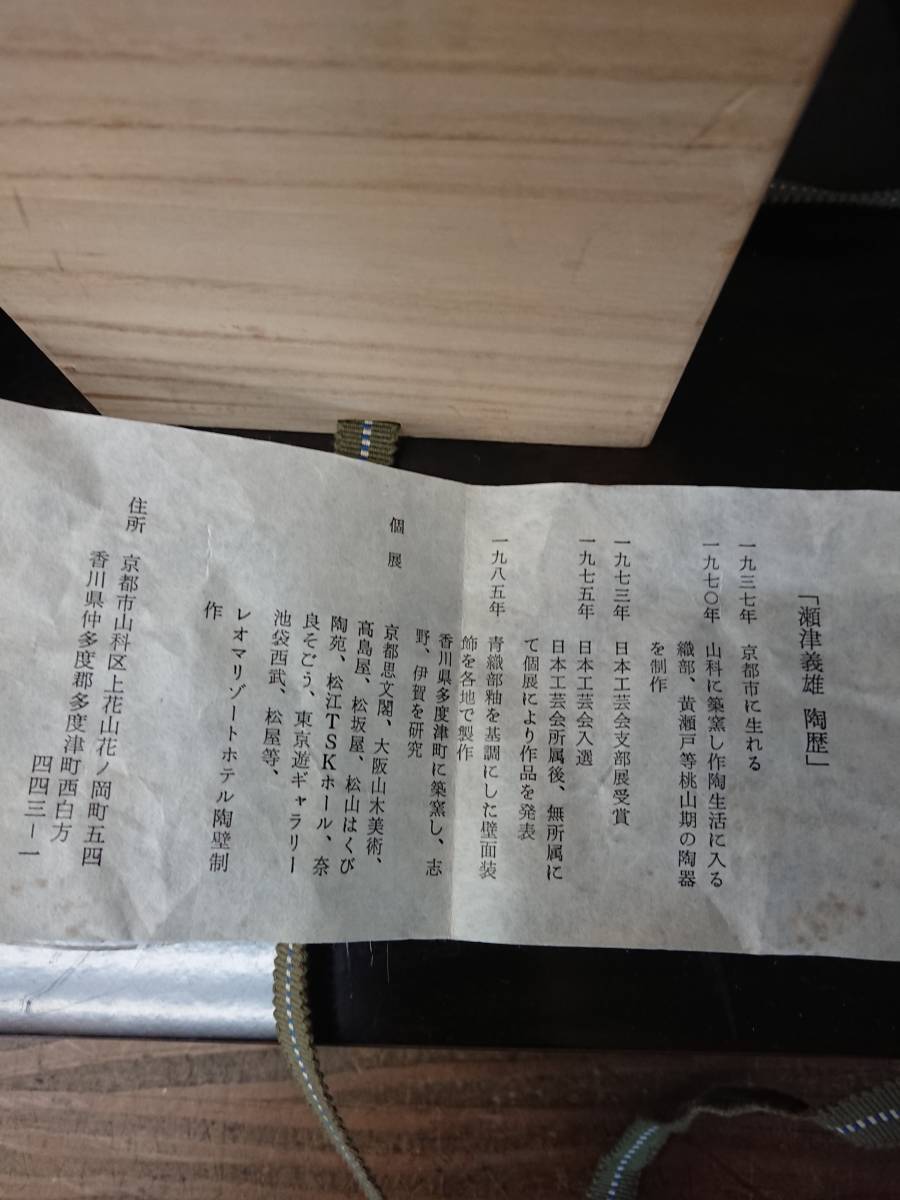 「瀬津義雄 陶歴」
一九三七年 京都市に生れる
一九七〇年 山科に築窯し作陶生活に入る
織部、黄瀬戸等桃山期の陶器
を制作
一九七三年 日本工芸会支部展受賞
一九七五年 日本工芸会入選
日本工芸会所属後、無所属に
て個展により作品を発表
一九八五年 青織部釉を基調にした壁面装
飾を各地で製作
香川県多度津町に築窯し、志
野、伊賀を研究
個展 京都思文閣、大阪山木美術、
高島屋、松坂屋、松山はくび
陶苑、松江TSKホール、奈
良そごう、東京遊ギャラリー
池袋西武、松屋等、
レオマリゾートホテル陶壁制
作
住所 京都市山科区上花山花ノ岡町五四
香川県仲多度郡多度津町西白方
四四三ー一